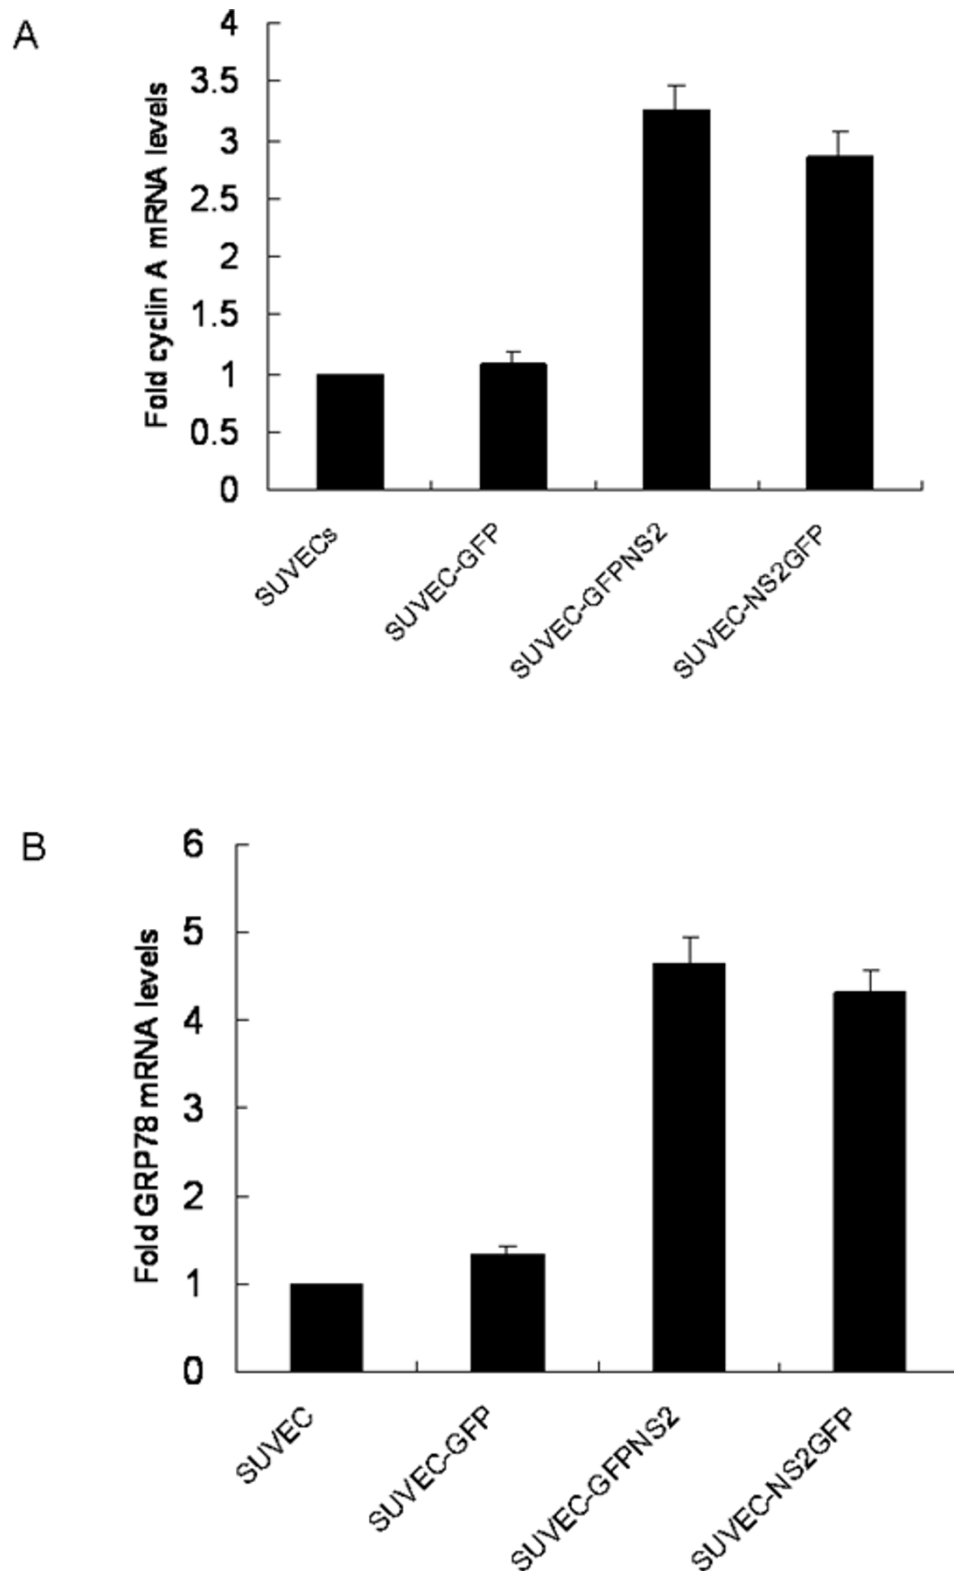 A
Fold cyclin A mRNA levels
4
3.5
3
2.5
2
1.5
1
0.5
0
SUVECs
SUVEC-GFP
SUVEC-GFPNS2
SUVEC-NS2GFP
B
Fold GRP78 mRNA levels
6
5
4
3
2
1
0
SUVEC
SUVEC-GFP
SUVEC-GFPNS2
SUVEC-NS2GFP